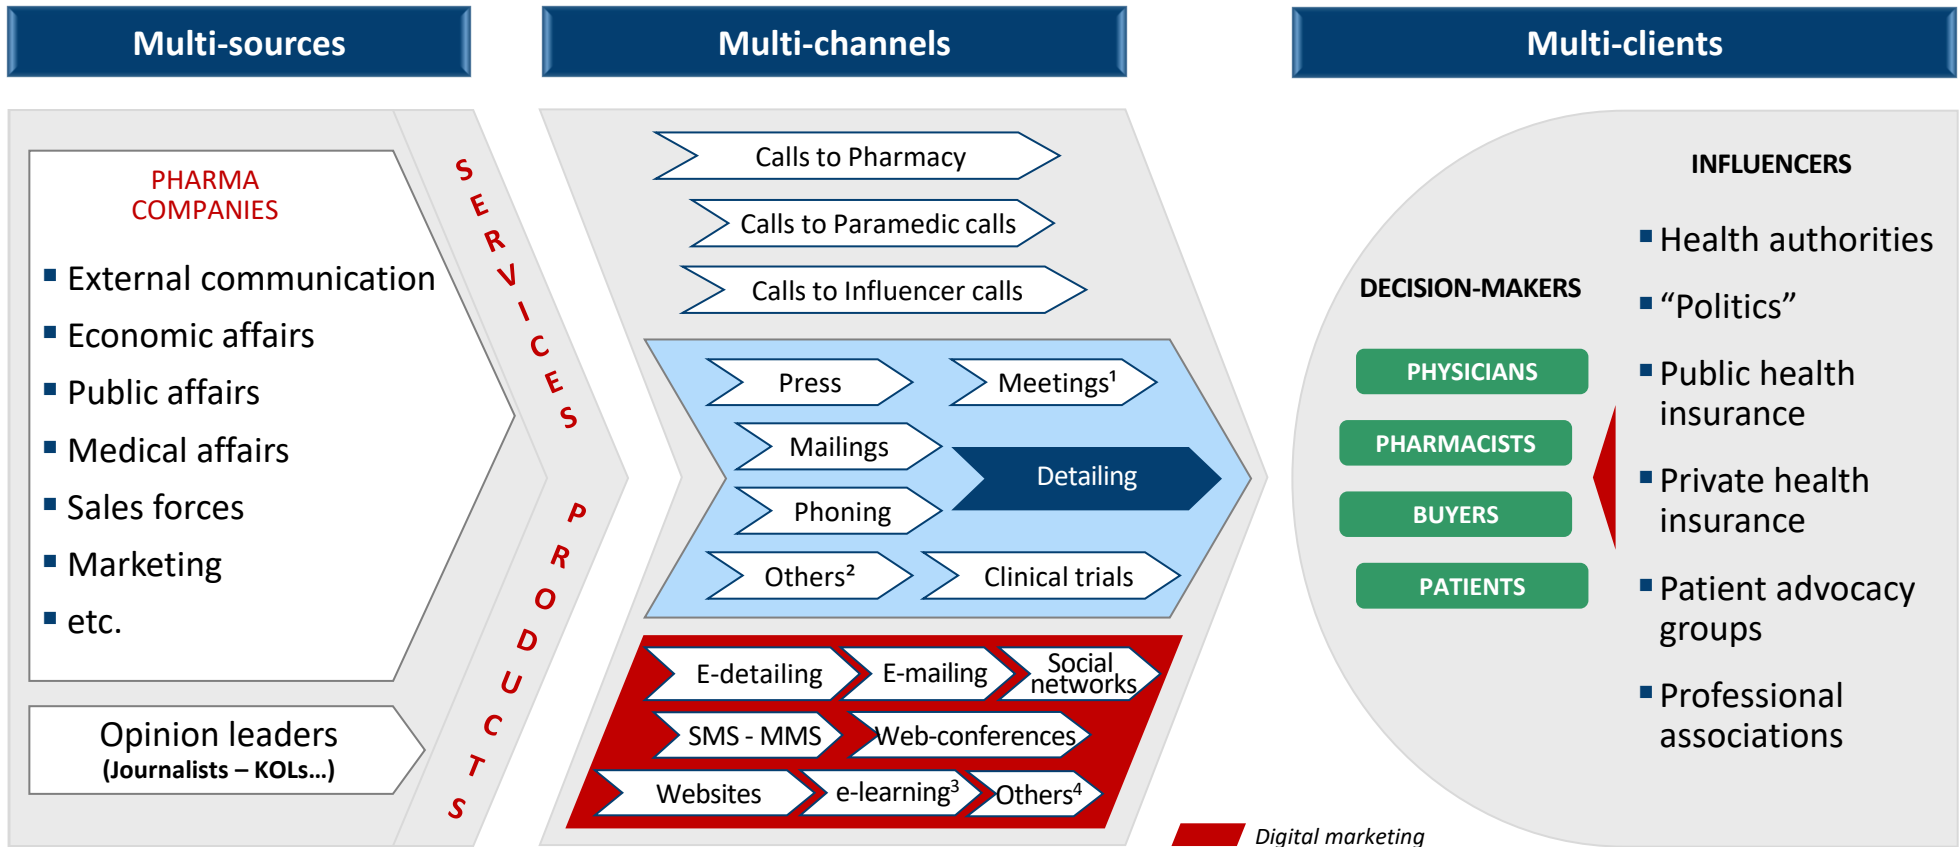 Multi-sources
Multi-channels
Multi-clients
PHARMA
COMPANIES
▪ External communication
▪ Economic affairs
▪ Public affairs
▪ Medical affairs
▪ Sales forces
▪ Marketing
▪ etc.
Opinion leaders
(Journalists – KOLs...)
SERVICES
PRODUCTS
Calls to Pharmacy
Calls to Paramedic calls
Calls to Influencer calls
Press
Meetings¹
Mailings
Detailing
Phoning
Others²
Clinical trials
E-detailing
E-mailing
Social
networks
SMS - MMS
Web-conferences
Websites
e-learning³
Others⁴
Digital marketing
DECISION-MAKERS
PHYSICIANS
PHARMACISTS
BUYERS
PATIENTS
INFLUENCERS
▪ Health authorities
▪ “Politics”
▪ Public health
insurance
▪ Private health
insurance
▪ Patient advocacy
groups
▪ Professional
associations